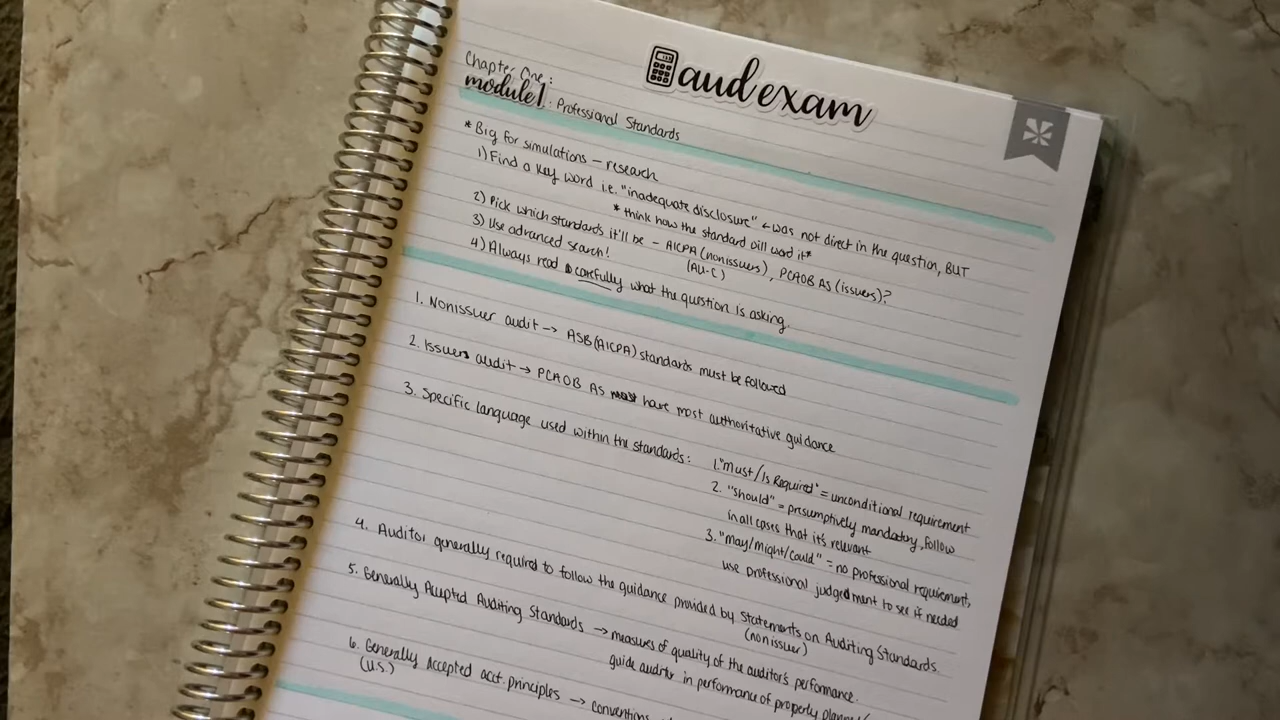 aud exam
Chapter One:
module 1: Professional Standards
* Big for simulations – research
1) Find a key word i.e. "inadequate disclosure" ← was not direct in the question, BUT
* think how the standard will word it*
2) Pick which standards it'll be – AICPA (nonissuers), PCAOB AS (issuers)?
(AU-C)
3) Use advanced search!
4) Always read carefully what the question is asking.
1. Nonissuer audit → ASB (AICPA) standards must be followed
2. Issuers audit → PCAOB AS have most authoritative guidance
3. Specific language used within the standards:
1. "Must/Is Required" = unconditional requirement
2. "should" = presumptively mandatory, follow
in all cases that it's relevant
3. "may/might/could" = no professional requirement,
use professional judgement to see if needed
4. Auditor generally required to follow the guidance provided by Statements on Auditing Standards
(nonissuer)
5. Generally Accepted Auditing Standards → measures of quality of the auditor's performance.
guide auditor in performance of properly
6. Generally Accepted acct. principles → conventions
(U.S.)